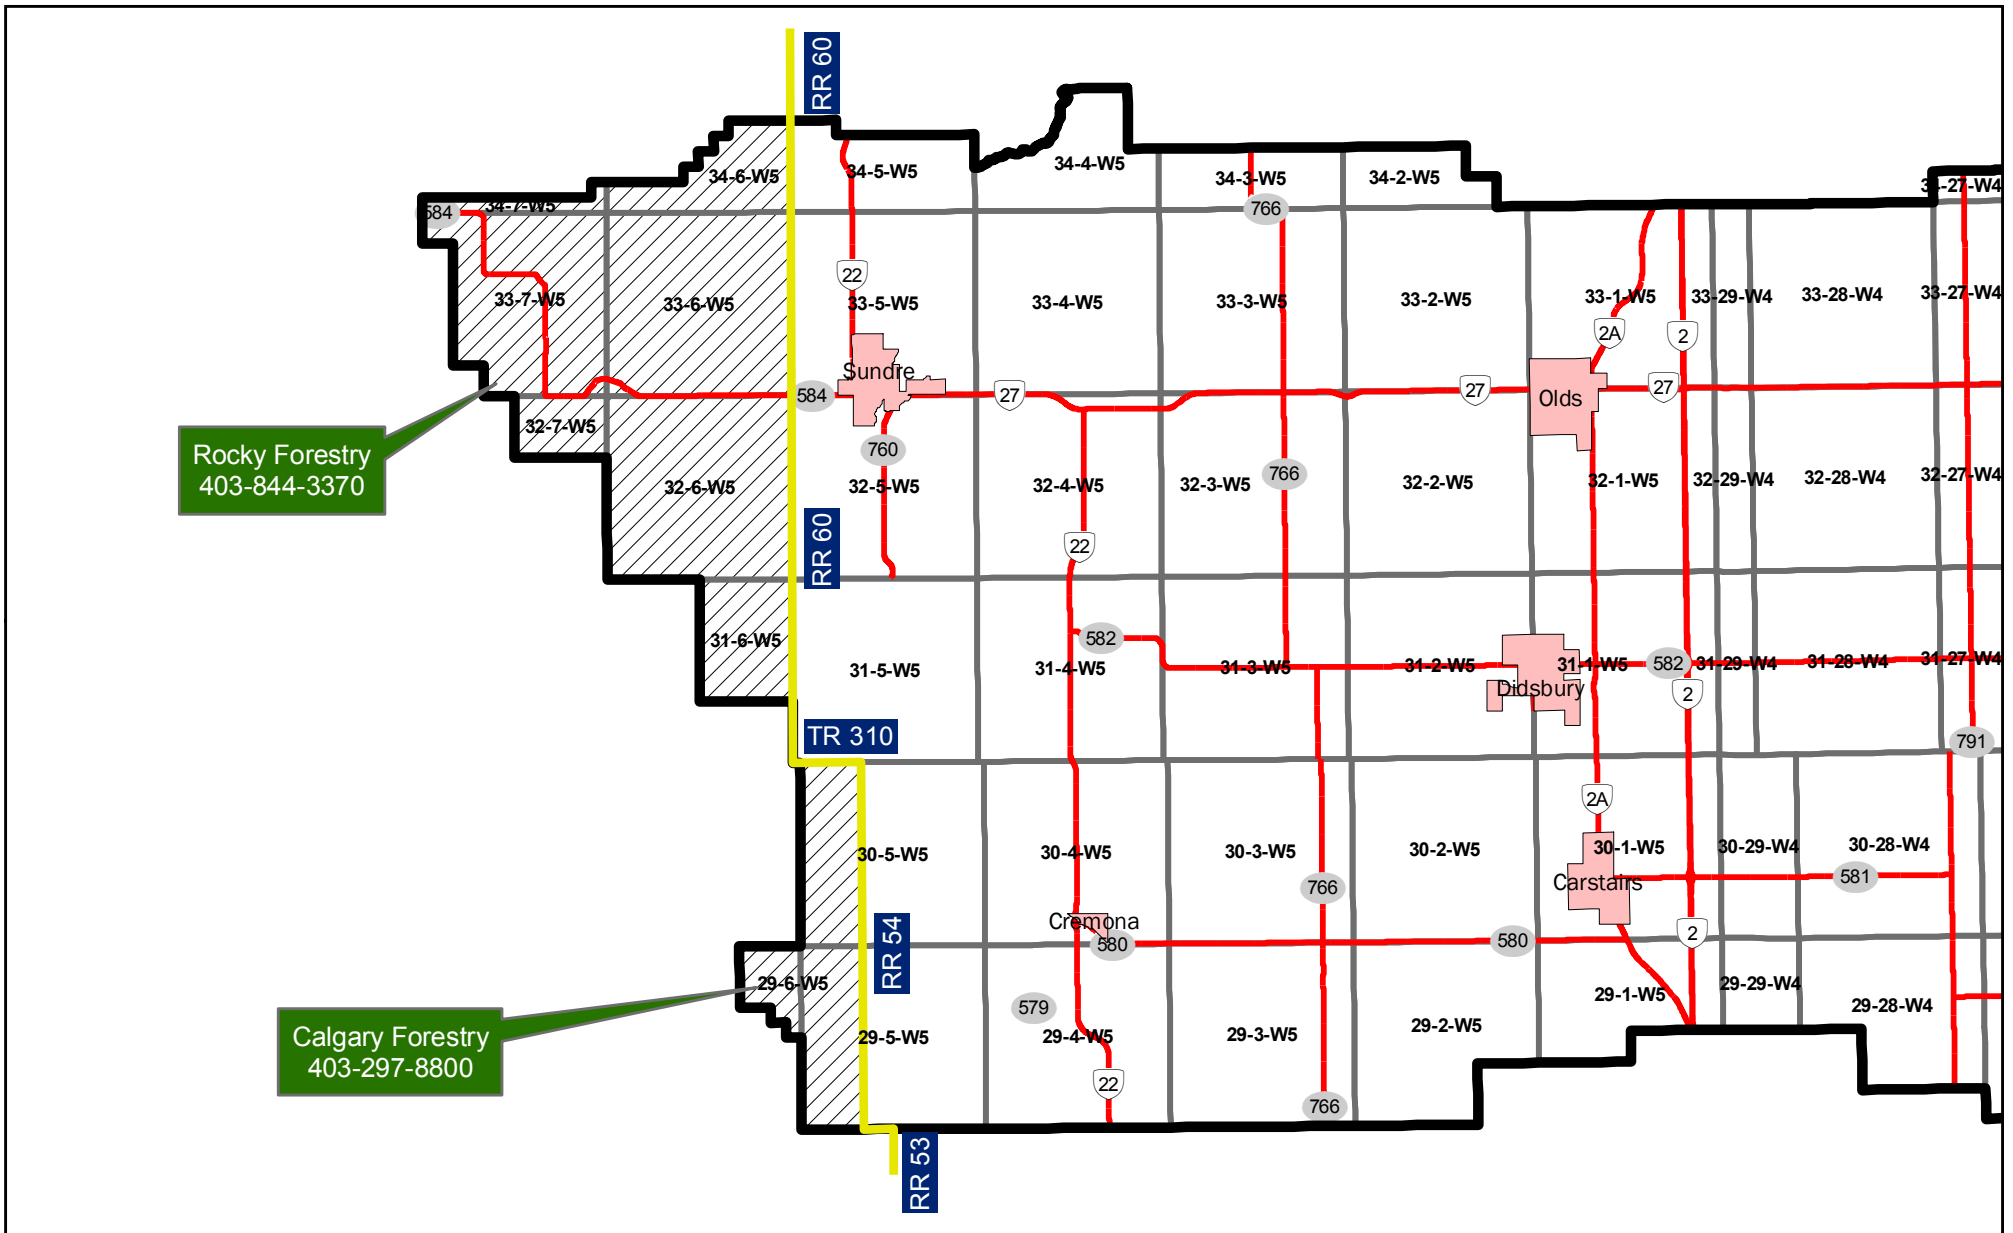 RR 60
34-6-W5
34-5-W5
34-4-W5
34-3-W5
34-2-W5
34-27-W4
584
34-7-W5
766
22
33-7-W5
33-6-W5
33-5-W5
33-4-W5
33-3-W5
33-2-W5
33-1-W5
33-29-W4
33-28-W4
33-27-W4
2A
2
Sundre
584
27
27
Olds
27
32-7-W5
Rocky Forestry
403-844-3370
760
32-6-W5
32-5-W5
32-4-W5
32-3-W5
766
32-2-W5
32-1-W5
32-29-W4
32-28-W4
32-27-W4
RR 60
22
31-6-W5
31-5-W5
582
31-4-W5
31-3-W5
31-2-W5
31-1-W5
582
31-29-W4
31-28-W4
31-27-W4
Didsbury
2
TR 310
791
2A
30-5-W5
30-4-W5
30-3-W5
30-2-W5
30-1-W5
30-29-W4
30-28-W4
766
Carstairs
581
Cremona
580
580
2
RR 54
29-6-W5
579
29-5-W5
29-4-W5
29-3-W5
29-2-W5
29-1-W5
29-29-W4
29-28-W4
Calgary Forestry
403-297-8800
22
766
RR 53